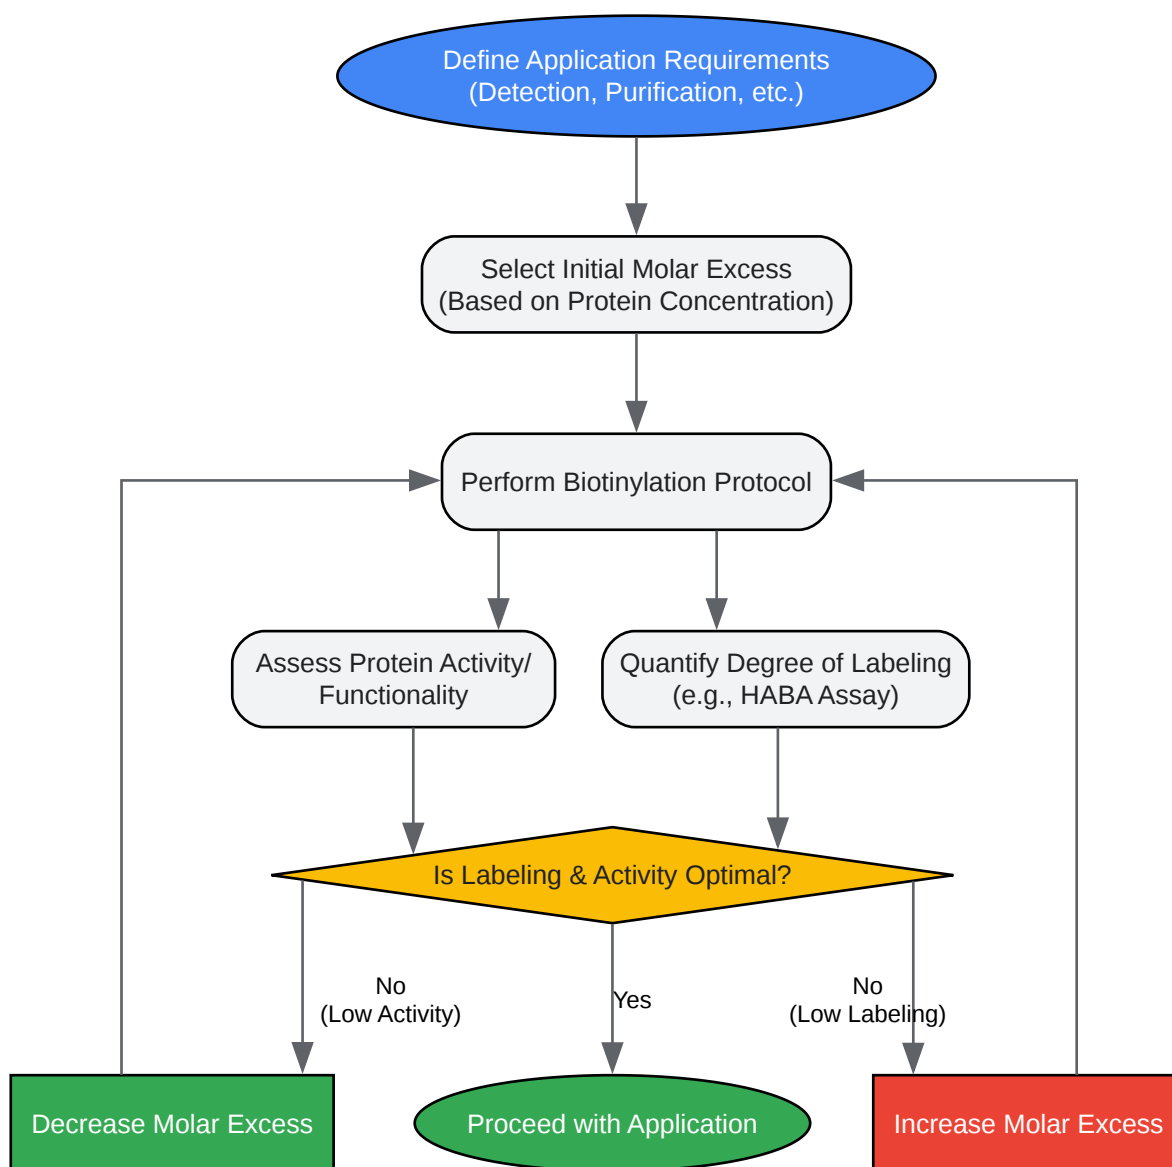 Define Application Requirements
(Detection, Purification, etc.)
Select Initial Molar Excess
(Based on Protein Concentration)
Perform Biotinylation Protocol
Assess Protein Activity/
Functionality
Quantify Degree of Labeling
(e.g., HABA Assay)
Is Labeling & Activity Optimal?
No
(Low Activity)
Yes
No
(Low Labeling)
Decrease Molar Excess
Proceed with Application
Increase Molar Excess